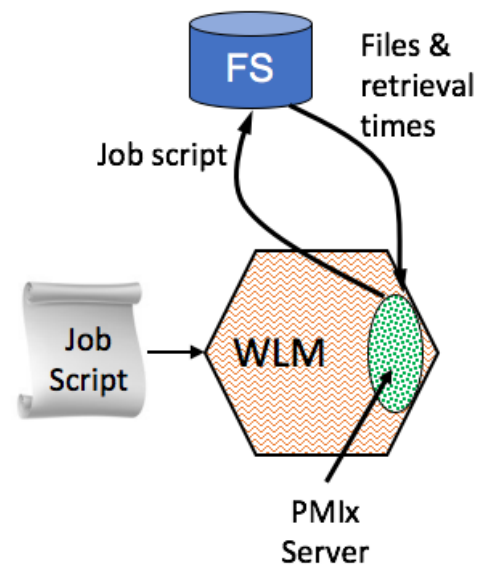 FS
Files &
retrieval
times
Job script
Job
Script
WLM
PMIx
Server